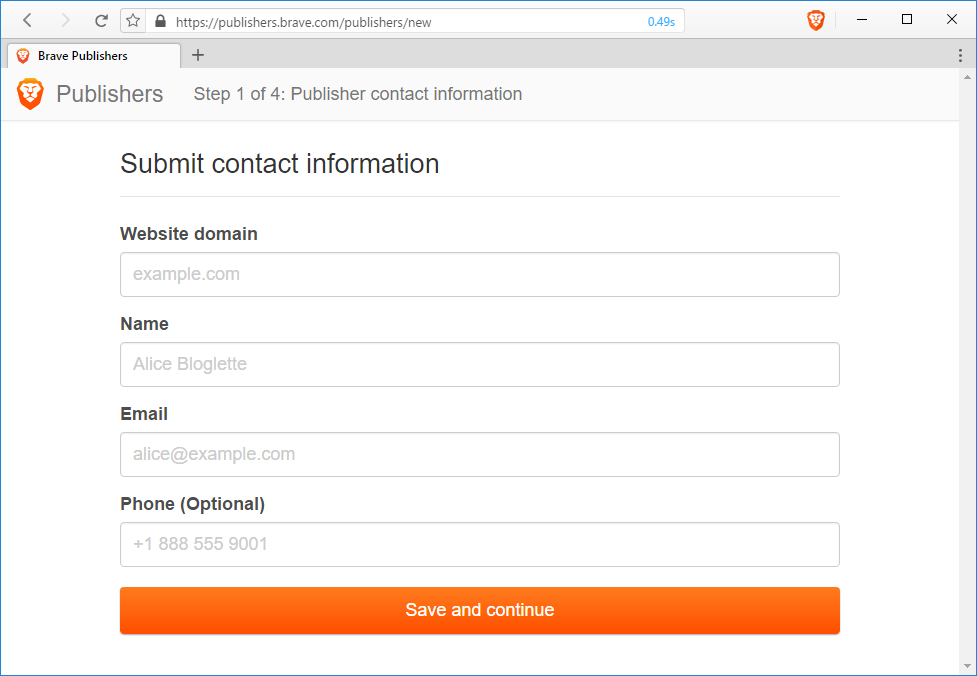 https://publishers.brave.com/publishers/new 0.49s
Brave Publishers
Publishers Step 1 of 4: Publisher contact information
Submit contact information
Website domain
example.com
Name
Alice Bloglette
Email
alice@example.com
Phone (Optional)
+1 888 555 9001
Save and continue